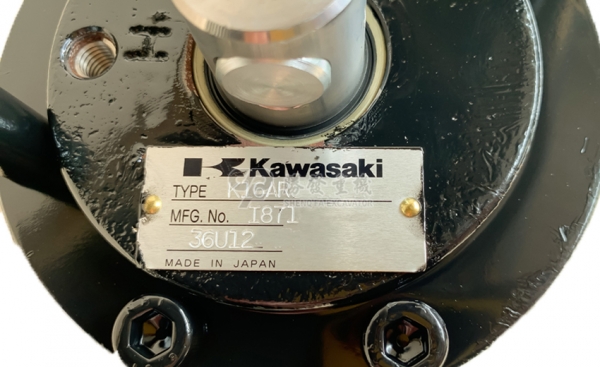 H
Kawasaki
TYPE
MFG. No. 1871
36U12
MADE IN JAPAN